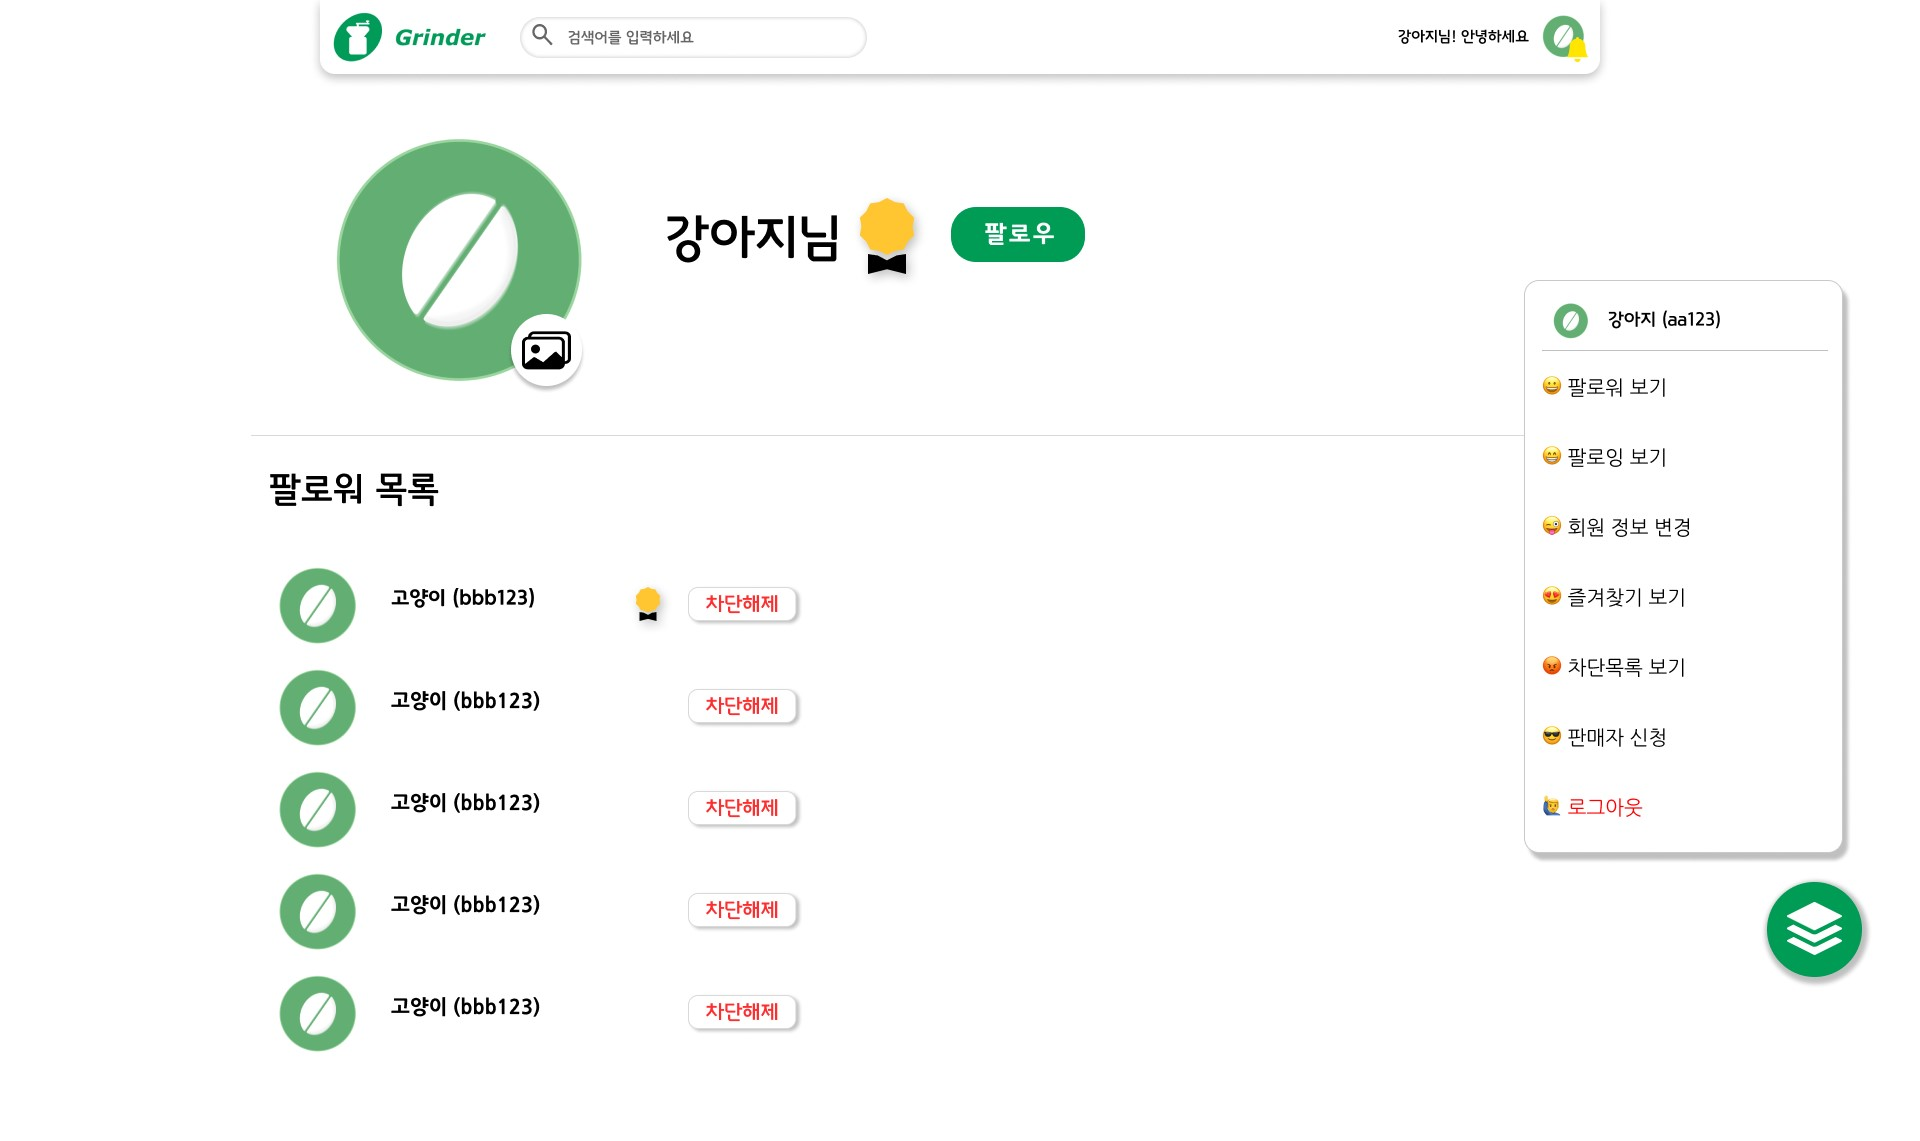 Grinder
검색어를 입력하세요
강아지님! 안녕하세요
강아지님
팔로우
강아지 (aa123)
😀 팔로워 보기
😁 팔로잉 보기
😜 회원 정보 변경
😍 즐겨찾기 보기
😡 차단목록 보기
😎 판매자 신청
🙋‍♂️ 로그아웃
팔로워 목록
고양이 (bbb123)
차단해제
고양이 (bbb123)
차단해제
고양이 (bbb123)
차단해제
고양이 (bbb123)
차단해제
고양이 (bbb123)
차단해제